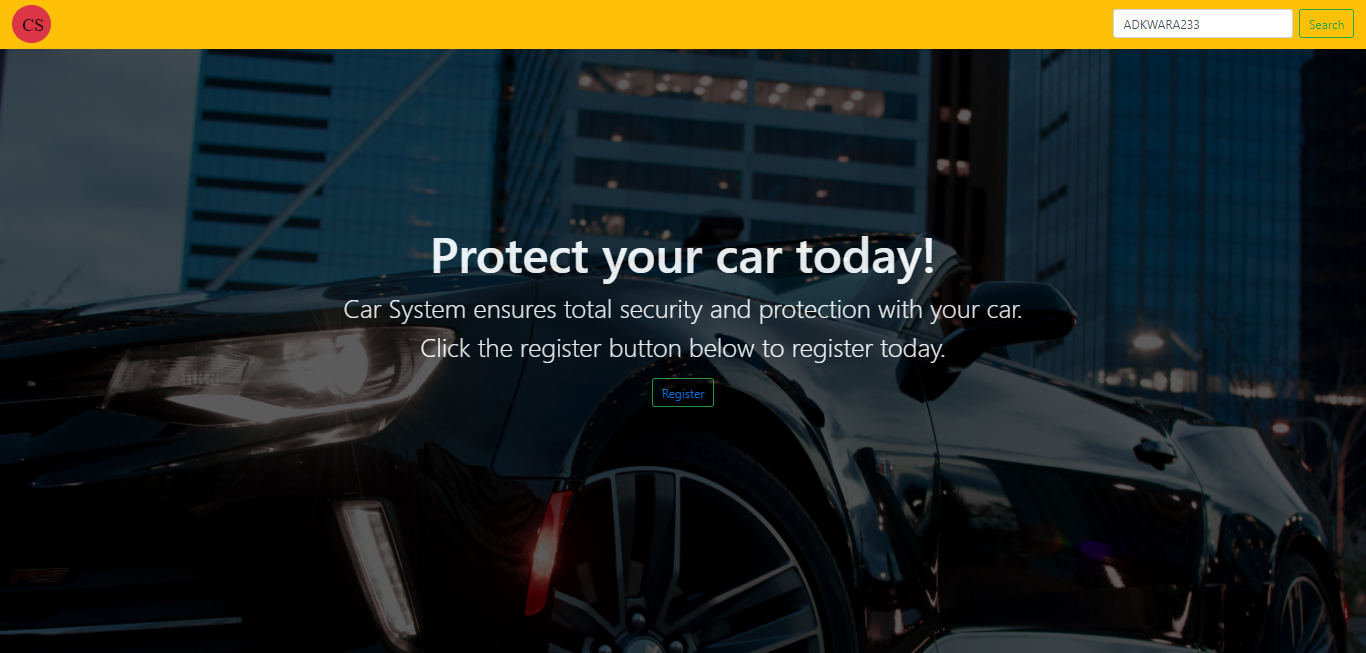 CS
ADKWARA233
Search
Protect your car today!
Car System ensures total security and protection with your car.
Click the register button below to register today.
Register
RS